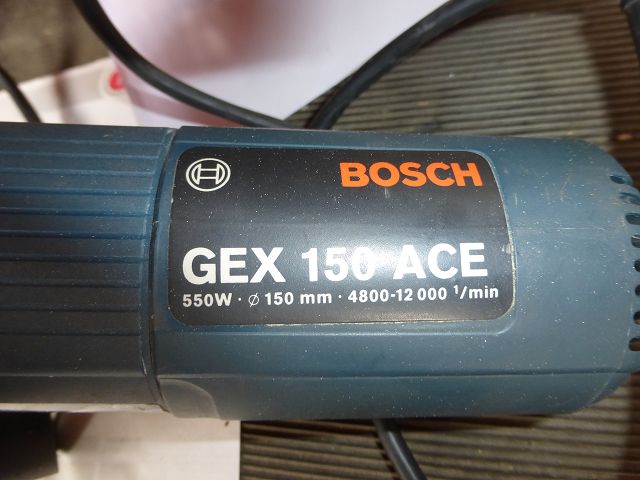 BOSCH
GEX 150 ACE
550W · ø 150 mm · 4800-12 000 1/min